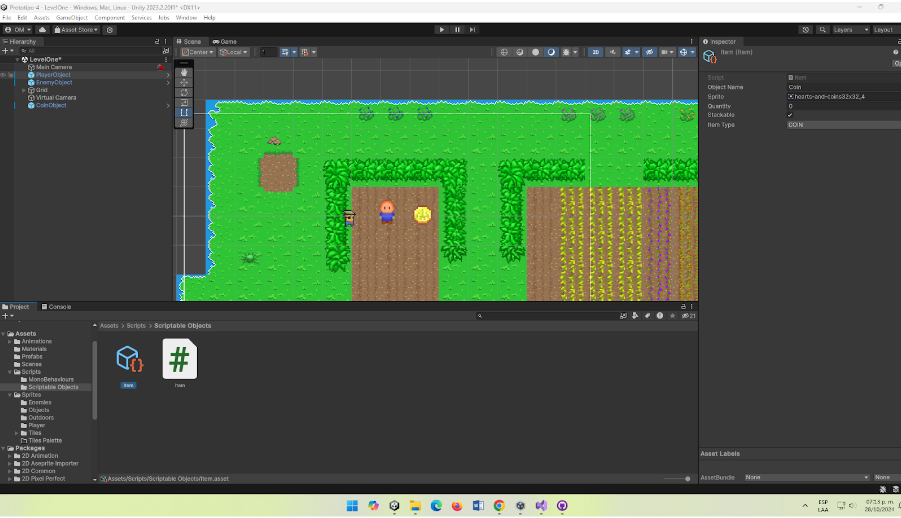 Prototipo 4 - LevelOne - Windows, Mac, Linux - Unity 2023.2.20f1* <DX11>
File Edit Assets GameObject Component Services Jobs Window Help
OM Asset Store Layers Layout
Hierarchy
All
LevelOne*
Main Camera
PlayerObject
EnemyObject
Grid
Virtual Camera
CoinObject
Scene Game
Center Local 2D
Inspector
Item (Item)
Script Item
Object Name Coin
Sprite hearts-and-coins32x32_4
Quantity 0
Stackable
Item Type COIN
Project Console
21
Assets
Animations
Materials
Prefabs
Scenes
Scripts
MonoBehaviours
Scriptable Objects
Sprites
Enemies
Objects
Outdoors
Player
Tiles
Tiles Palette
Packages
2D Animation
2D Aseprite Importer
2D Common
2D Pixel Perfect
Assets > Scripts > Scriptable Objects
Item
Item
Assets/Scripts/Scriptable Objects/Item.asset
Asset Labels
AssetBundle None None
ESP
LAA
07:03 p. m.
28/10/2024